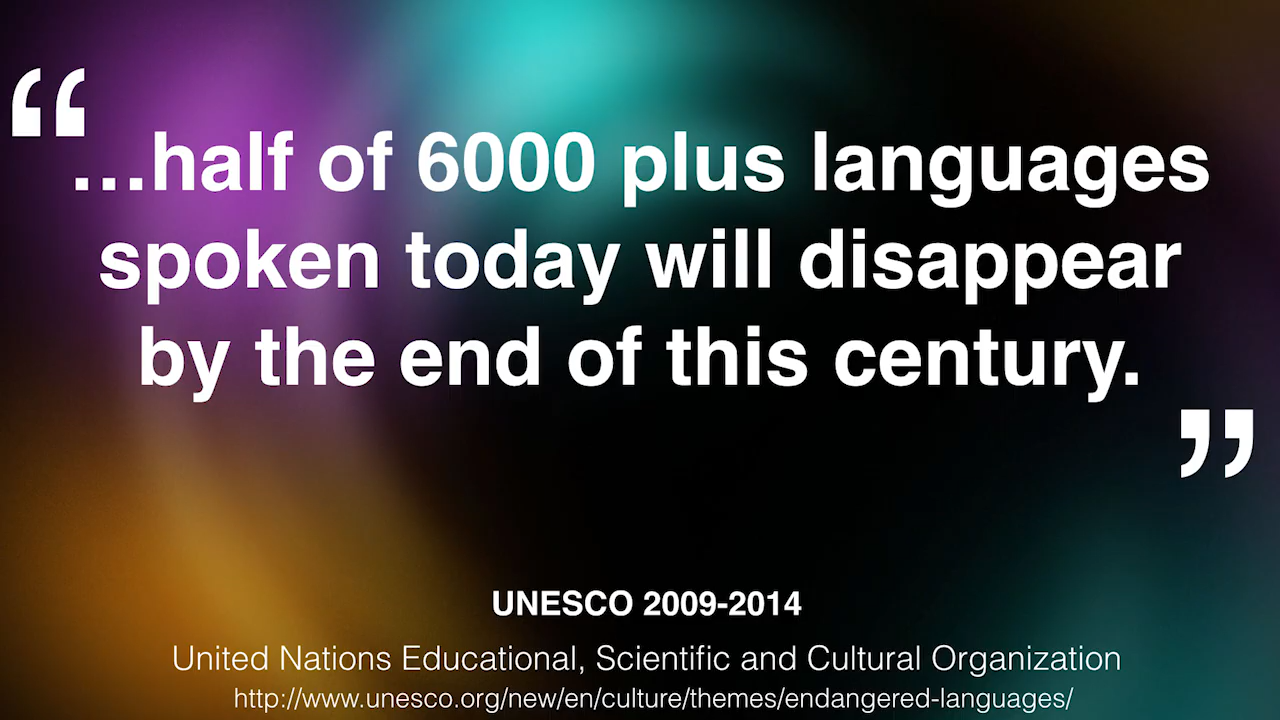 “
…half of 6000 plus languages
spoken today will disappear
by the end of this century.
”
UNESCO 2009-2014
United Nations Educational, Scientific and Cultural Organization
http://www.unesco.org/new/en/culture/themes/endangered-languages/